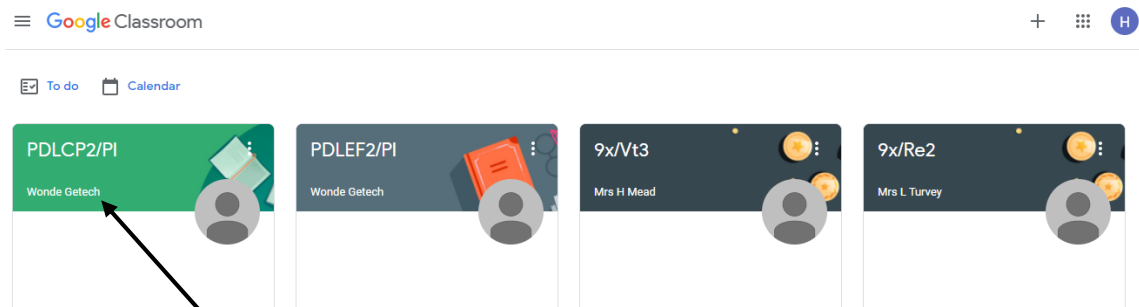 Google Classroom
H
To do Calendar
PDLCP2/PI
Wonde Getech
PDLEF2/PI
Wonde Getech
9x/Vt3
Mrs H Mead
9x/Re2
Mrs L Turvey